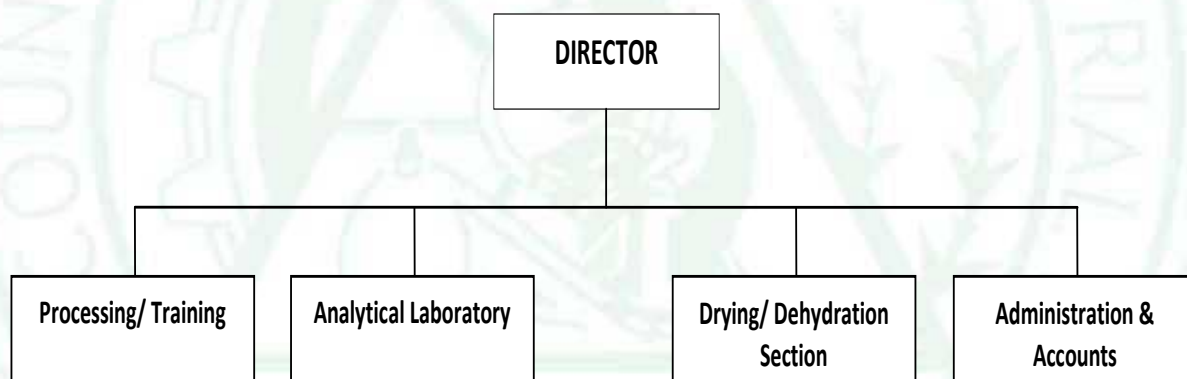 DIRECTOR
Processing/ Training
Analytical Laboratory
Drying/ Dehydration
Section
Administration &
Accounts